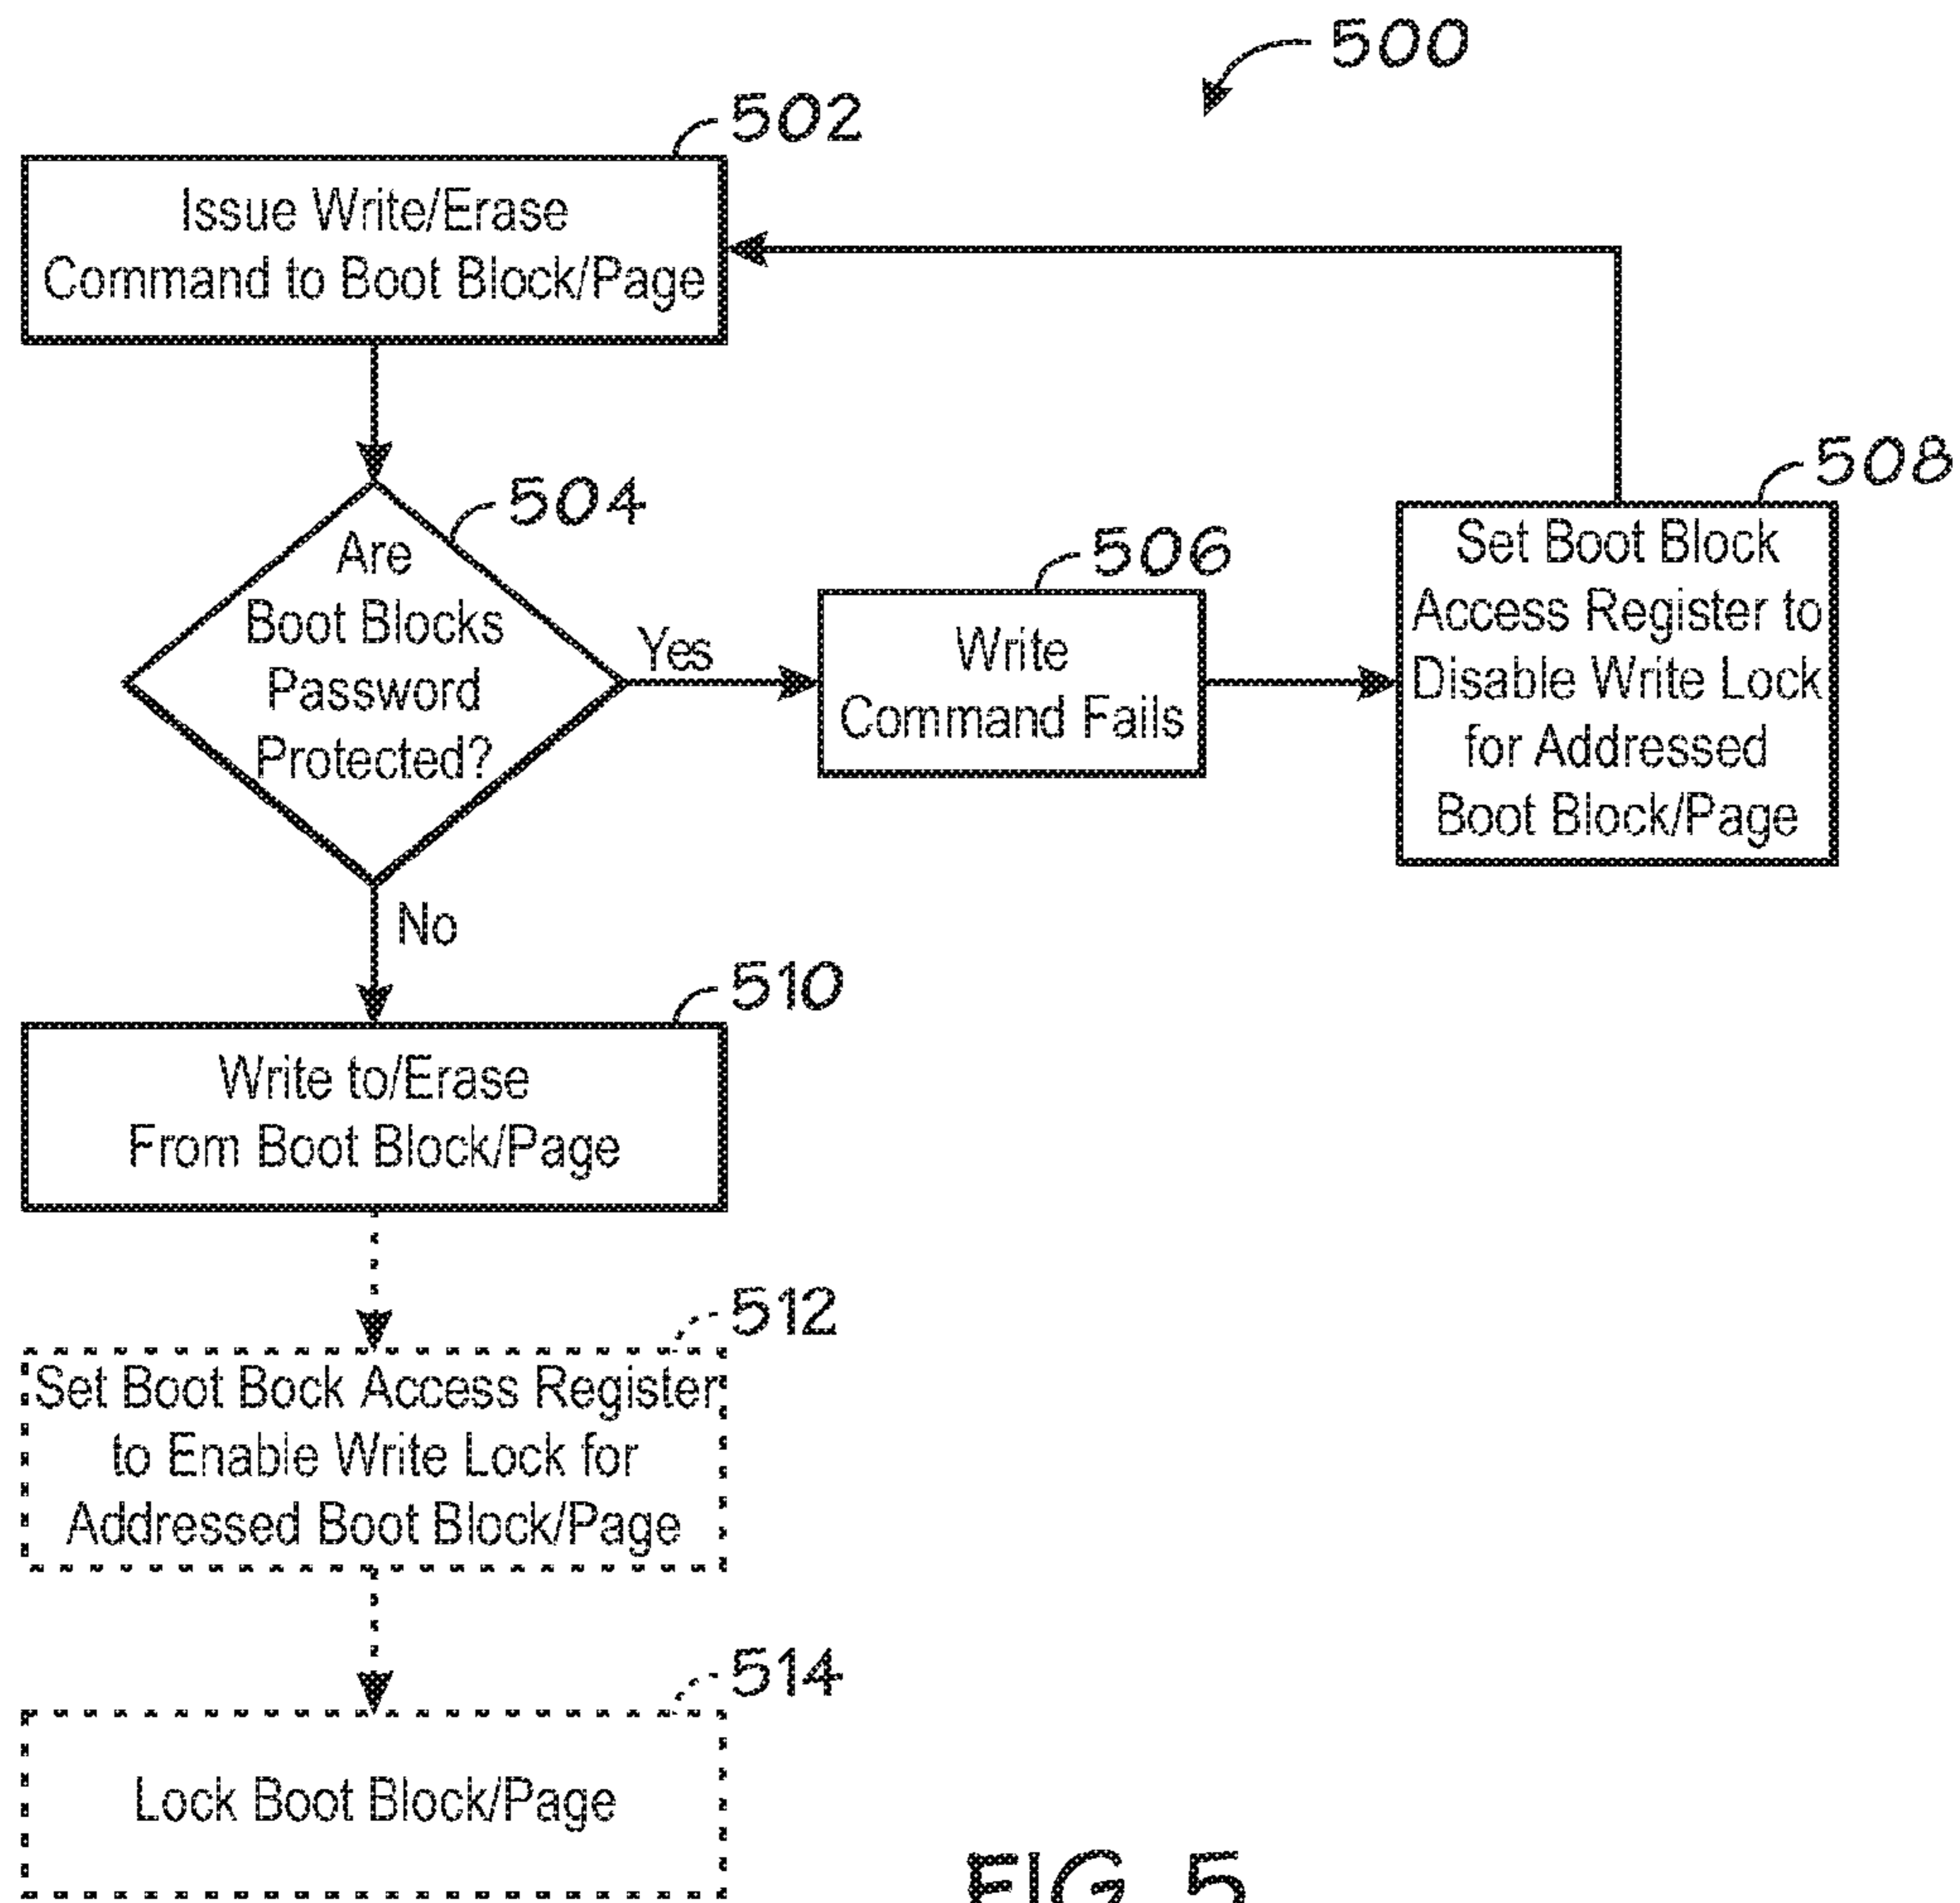 500
502
Issue Write/Erase
Command to Boot Block/Page
504
Are
Boot Blocks
Password
Protected?
Yes
506
Write
Command Fails
508
Set Boot Block
Access Register to
Disable Write Lock
for Addressed
Boot Block/Page
No
510
Write to/Erase
From Boot Block/Page
512
Set Boot Bock Access Register
to Enable Write Lock for
Addressed Boot Block/Page
514
Lock Boot Block/Page
FIG. 5